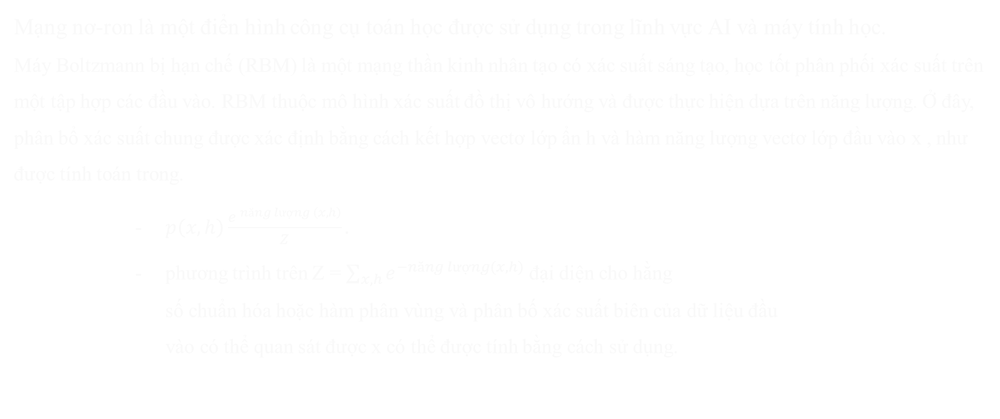 Mạng nơ-ron là một điển hình công cụ toán học được sử dụng trong lĩnh vực AI và máy tính học.
Máy Boltzmann bị hạn chế (RBM) là một mạng thần kinh nhân tạo có xác suất sáng tạo, học tốt phân phối xác suất trên
một tập hợp các đầu vào. RBM thuộc mô hình xác suất đồ thị vô hướng và được thực hiện dựa trên năng lượng. Ở đây,
phân bổ xác suất chung được xác định bằng cách kết hợp vectơ lớp ẩn h và hàm năng lượng vectơ lớp đầu vào x , như
được tính toán trong.
- p(x, h) \frac{e^{năng lượng (x,h)}}{Z}.
- phương trình trên Z = ∑_{x,h} e^{−năng lượng(x,h)} đại diện cho hằng
số chuẩn hóa hoặc hàm phân vùng và phân bố xác suất biên của dữ liệu đầu
vào có thể quan sát được x có thể được tính bằng cách sử dụng.